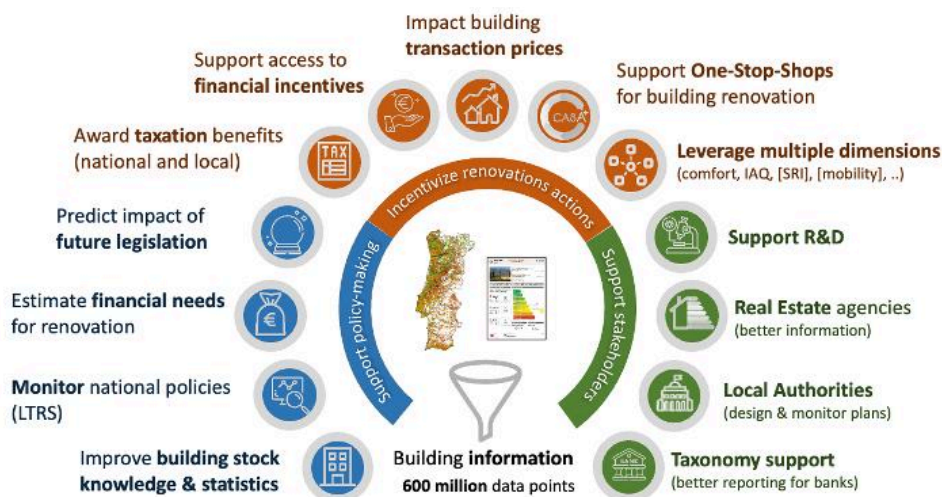 Impact building
transaction prices
Support access to
financial incentives
Support One-Stop-Shops
for building renovation
CASA+
Award taxation benefits
(national and local)
TAX
Leverage multiple dimensions
(comfort, IAQ, [SRI], [mobility], ..)
Incentivize renovations actions
Predict impact of
future legislation
Support R&D
Support policy-making
Support stakeholders
Estimate financial needs
for renovation
Real Estate agencies
(better information)
Monitor national policies
(LTRS)
Local Authorities
(design & monitor plans)
Improve building stock
knowledge & statistics
Building information
600 million data points
BANK
Taxonomy support
(better reporting for banks)